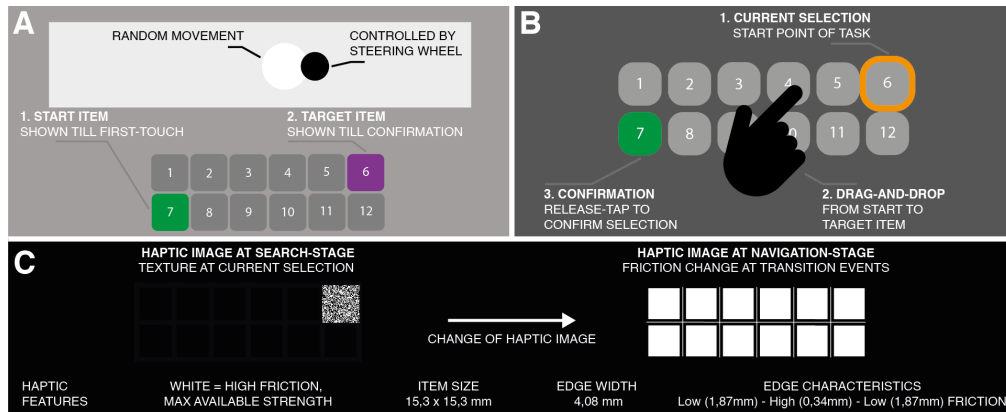 A
RANDOM MOVEMENT
CONTROLLED BY
STEERING WHEEL
1. START ITEM
SHOWN TILL FIRST-TOUCH
2. TARGET ITEM
SHOWN TILL CONFIRMATION
1 2 3 4 5 6
7 8 9 10 11 12
B
1. CURRENT SELECTION
START POINT OF TASK
1 2 3 4 5 6
7 8 11 12
3. CONFIRMATION
RELEASE-TAP TO
CONFIRM SELECTION
2. DRAG-AND-DROP
FROM START TO
TARGET ITEM
C
HAPTIC IMAGE AT SEARCH-STAGE
TEXTURE AT CURRENT SELECTION
CHANGE OF HAPTIC IMAGE
HAPTIC IMAGE AT NAVIGATION-STAGE
FRICTION CHANGE AT TRANSITION EVENTS
HAPTIC
FEATURES
WHITE = HIGH FRICTION,
MAX AVAILABLE STRENGTH
ITEM SIZE
15,3 x 15,3 mm
EDGE WIDTH
4,08 mm
EDGE CHARACTERISTICS
Low (1,87mm) - High (0,34mm) - Low (1,87mm) FRICTION